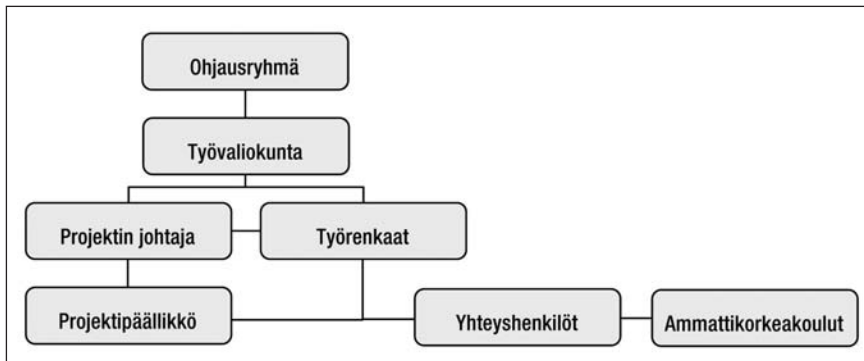 Ohjausryhmä
Työvaliokunta
Projektin johtaja
Työrenkaat
Projektipäällikkö
Yhteyshenkilöt
Ammattikorkeakoulut